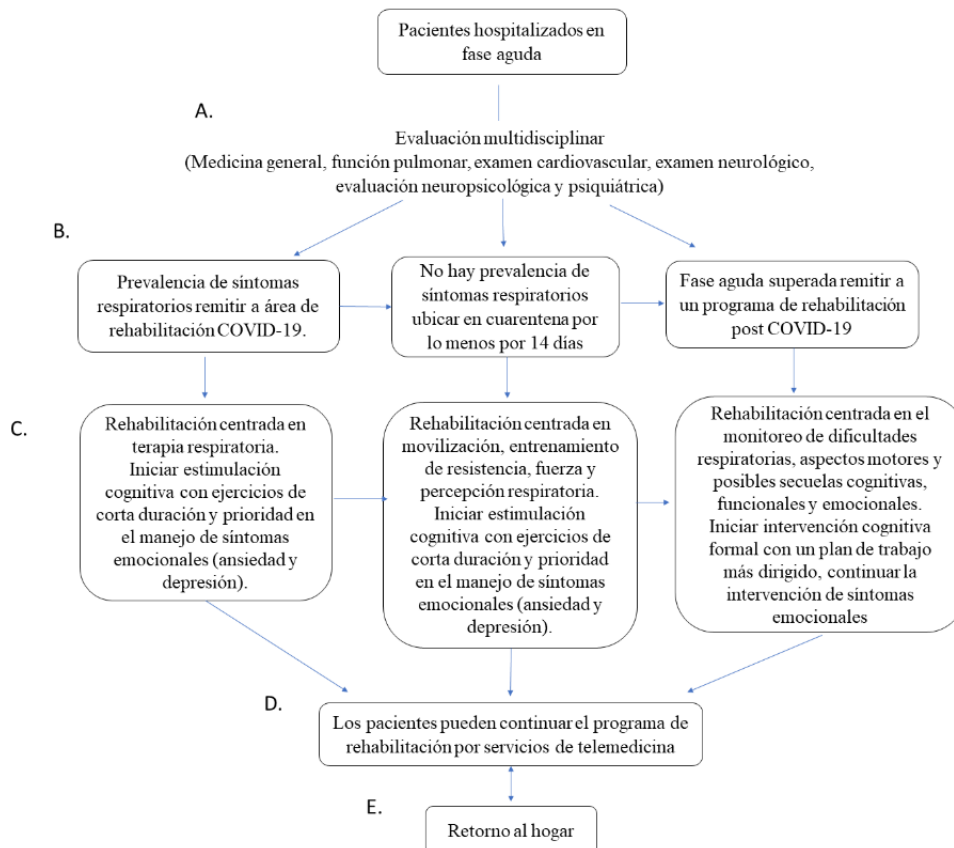 Pacientes hospitalizados en
fase aguda
A.
Evaluación multidisciplinar
(Medicina general, función pulmonar, examen cardiovascular, examen neurológico,
evaluación neuropsicológica y psiquiátrica)
B.
Prevalencia de síntomas
respiratorios remitir a área de
rehabilitación COVID-19.
No hay prevalencia de
síntomas respiratorios
ubicar en cuarentena por
lo menos por 14 días
Fase aguda superada remitir a
un programa de rehabilitación
post COVID-19
C.
Rehabilitación centrada en
terapia respiratoria.
Iniciar estimulación
cognitiva con ejercicios de
corta duración y prioridad en
el manejo de síntomas
emocionales (ansiedad y
depresión).
Rehabilitación centrada en
movilización, entrenamiento
de resistencia, fuerza y
percepción respiratoria.
Iniciar estimulación
cognitiva con ejercicios de
corta duración y prioridad
en el manejo de síntomas
emocionales (ansiedad y
depresión).
Rehabilitación centrada en el
monitoreo de dificultades
respiratorias, aspectos motores y
posibles secuelas cognitivas,
funcionales y emocionales.
Iniciar intervención cognitiva
formal con un plan de trabajo
más dirigido, continuar la
intervención de síntomas
emocionales
D.
Los pacientes pueden continuar el programa de
rehabilitación por servicios de telemedicina
E.
Retorno al hogar